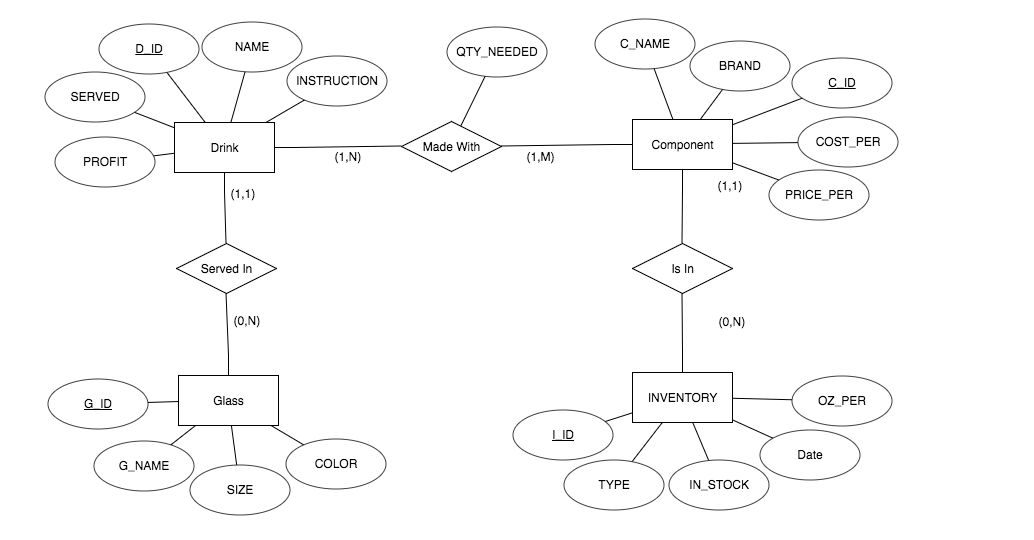 D_ID
NAME
QTY_NEEDED
C_NAME
BRAND
INSTRUCTION
C_ID
SERVED
COST_PER
Drink
Made With
Component
PROFIT
(1,N)
(1,M)
(1,1)
(1,1)
PRICE_PER
Served In
Is In
(0,N)
(0,N)
Glass
INVENTORY
OZ_PER
G_ID
I_ID
G_NAME
COLOR
Date
SIZE
TYPE
IN_STOCK